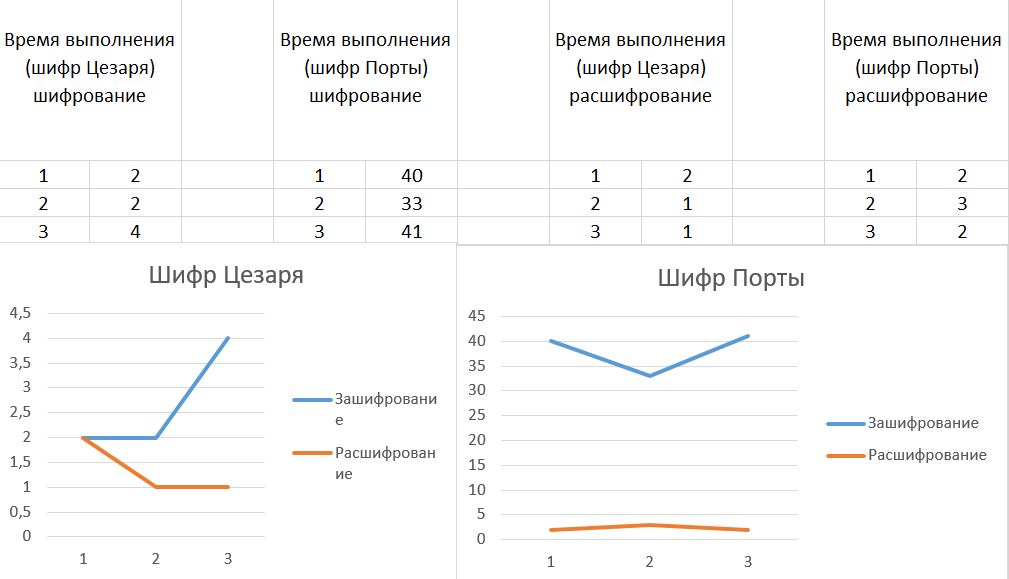 Время выполнения (шифр Цезаря) шифрование
Время выполнения (шифр Порты) шифрование
Время выполнения (шифр Цезаря) расшифрование
Время выполнения (шифр Порты) расшифрование
1 2 1 40 1 2 1 2
2 2 2 33 2 1 2 3
3 4 3 41 3 1 3 2
Шифр Цезаря
4,5
4
3,5
3
2,5
2
1,5
1
0,5
0
1 2 3
Зашифровани
е
Расшифрован
ие
Шифр Порты
45
40
35
30
25
20
15
10
5
0
1 2 3
Зашифрование
Расшифрование